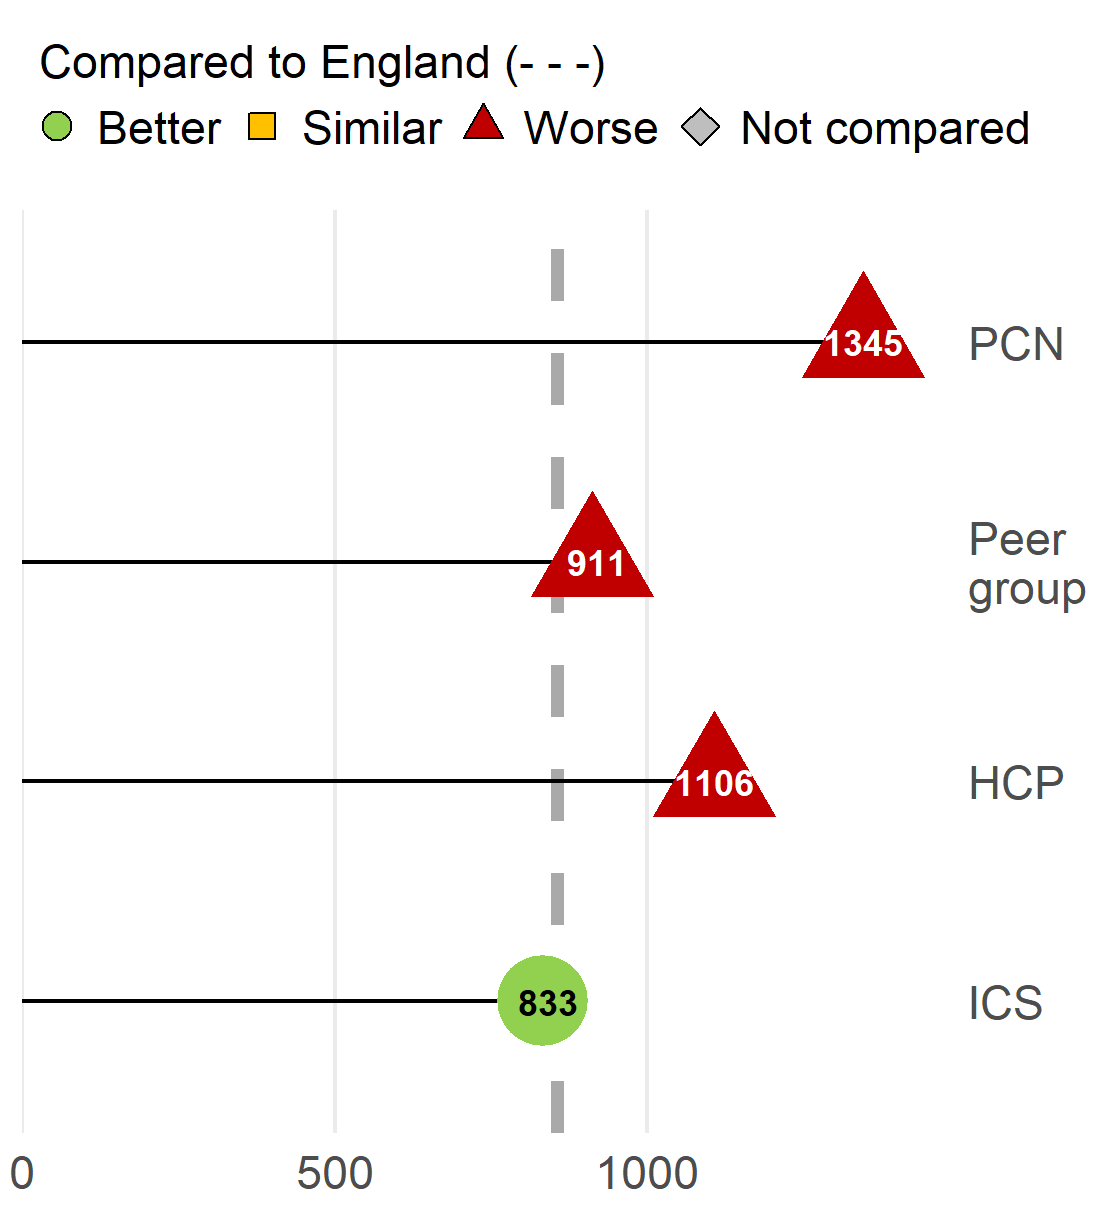 Compared to England (- - -)
Better Similar Worse Not compared
1345 PCN
911 Peer
group
1106 HCP
833 ICS
0 500 1000